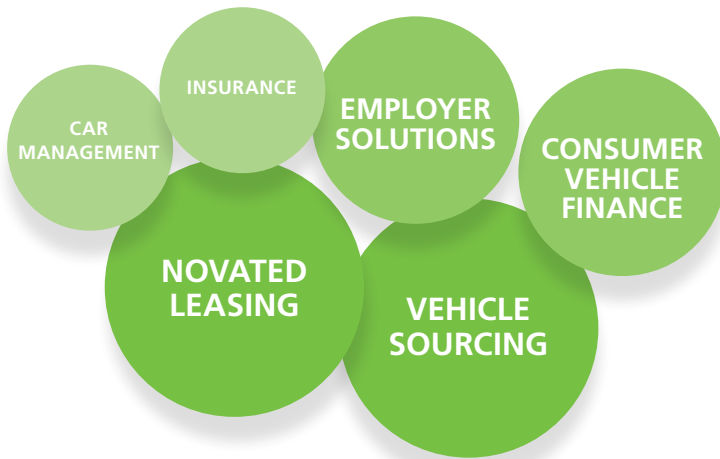 CAR
MANAGEMENT
INSURANCE
EMPLOYER
SOLUTIONS
CONSUMER
VEHICLE
FINANCE
NOVATED
LEASING
VEHICLE
SOURCING